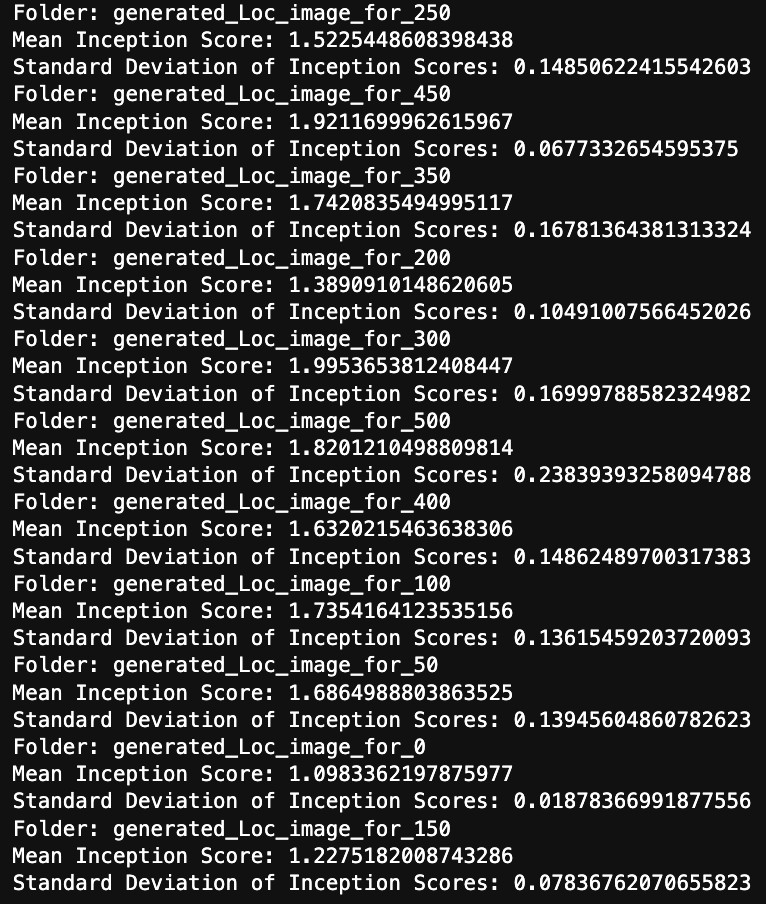 Folder: generated_Loc_image_for_250
Mean Inception Score: 1.5225448608398438
Standard Deviation of Inception Scores: 0.14850622415542603
Folder: generated_Loc_image_for_450
Mean Inception Score: 1.9211699962615967
Standard Deviation of Inception Scores: 0.0677332654595375
Folder: generated_Loc_image_for_350
Mean Inception Score: 1.7420835494995117
Standard Deviation of Inception Scores: 0.16781364381313324
Folder: generated_Loc_image_for_200
Mean Inception Score: 1.3890910148620605
Standard Deviation of Inception Scores: 0.10491007566452026
Folder: generated_Loc_image_for_300
Mean Inception Score: 1.9953653812408447
Standard Deviation of Inception Scores: 0.16999788582324982
Folder: generated_Loc_image_for_500
Mean Inception Score: 1.8201210498809814
Standard Deviation of Inception Scores: 0.23839393258094788
Folder: generated_Loc_image_for_400
Mean Inception Score: 1.6320215463638306
Standard Deviation of Inception Scores: 0.14862489700317383
Folder: generated_Loc_image_for_100
Mean Inception Score: 1.7354164123535156
Standard Deviation of Inception Scores: 0.13615459203720093
Folder: generated_Loc_image_for_50
Mean Inception Score: 1.6864988803863525
Standard Deviation of Inception Scores: 0.13945604860782623
Folder: generated_Loc_image_for_0
Mean Inception Score: 1.0983362197875977
Standard Deviation of Inception Scores: 0.01878366991877556
Folder: generated_Loc_image_for_150
Mean Inception Score: 1.2275182008743286
Standard Deviation of Inception Scores: 0.07836762070655823